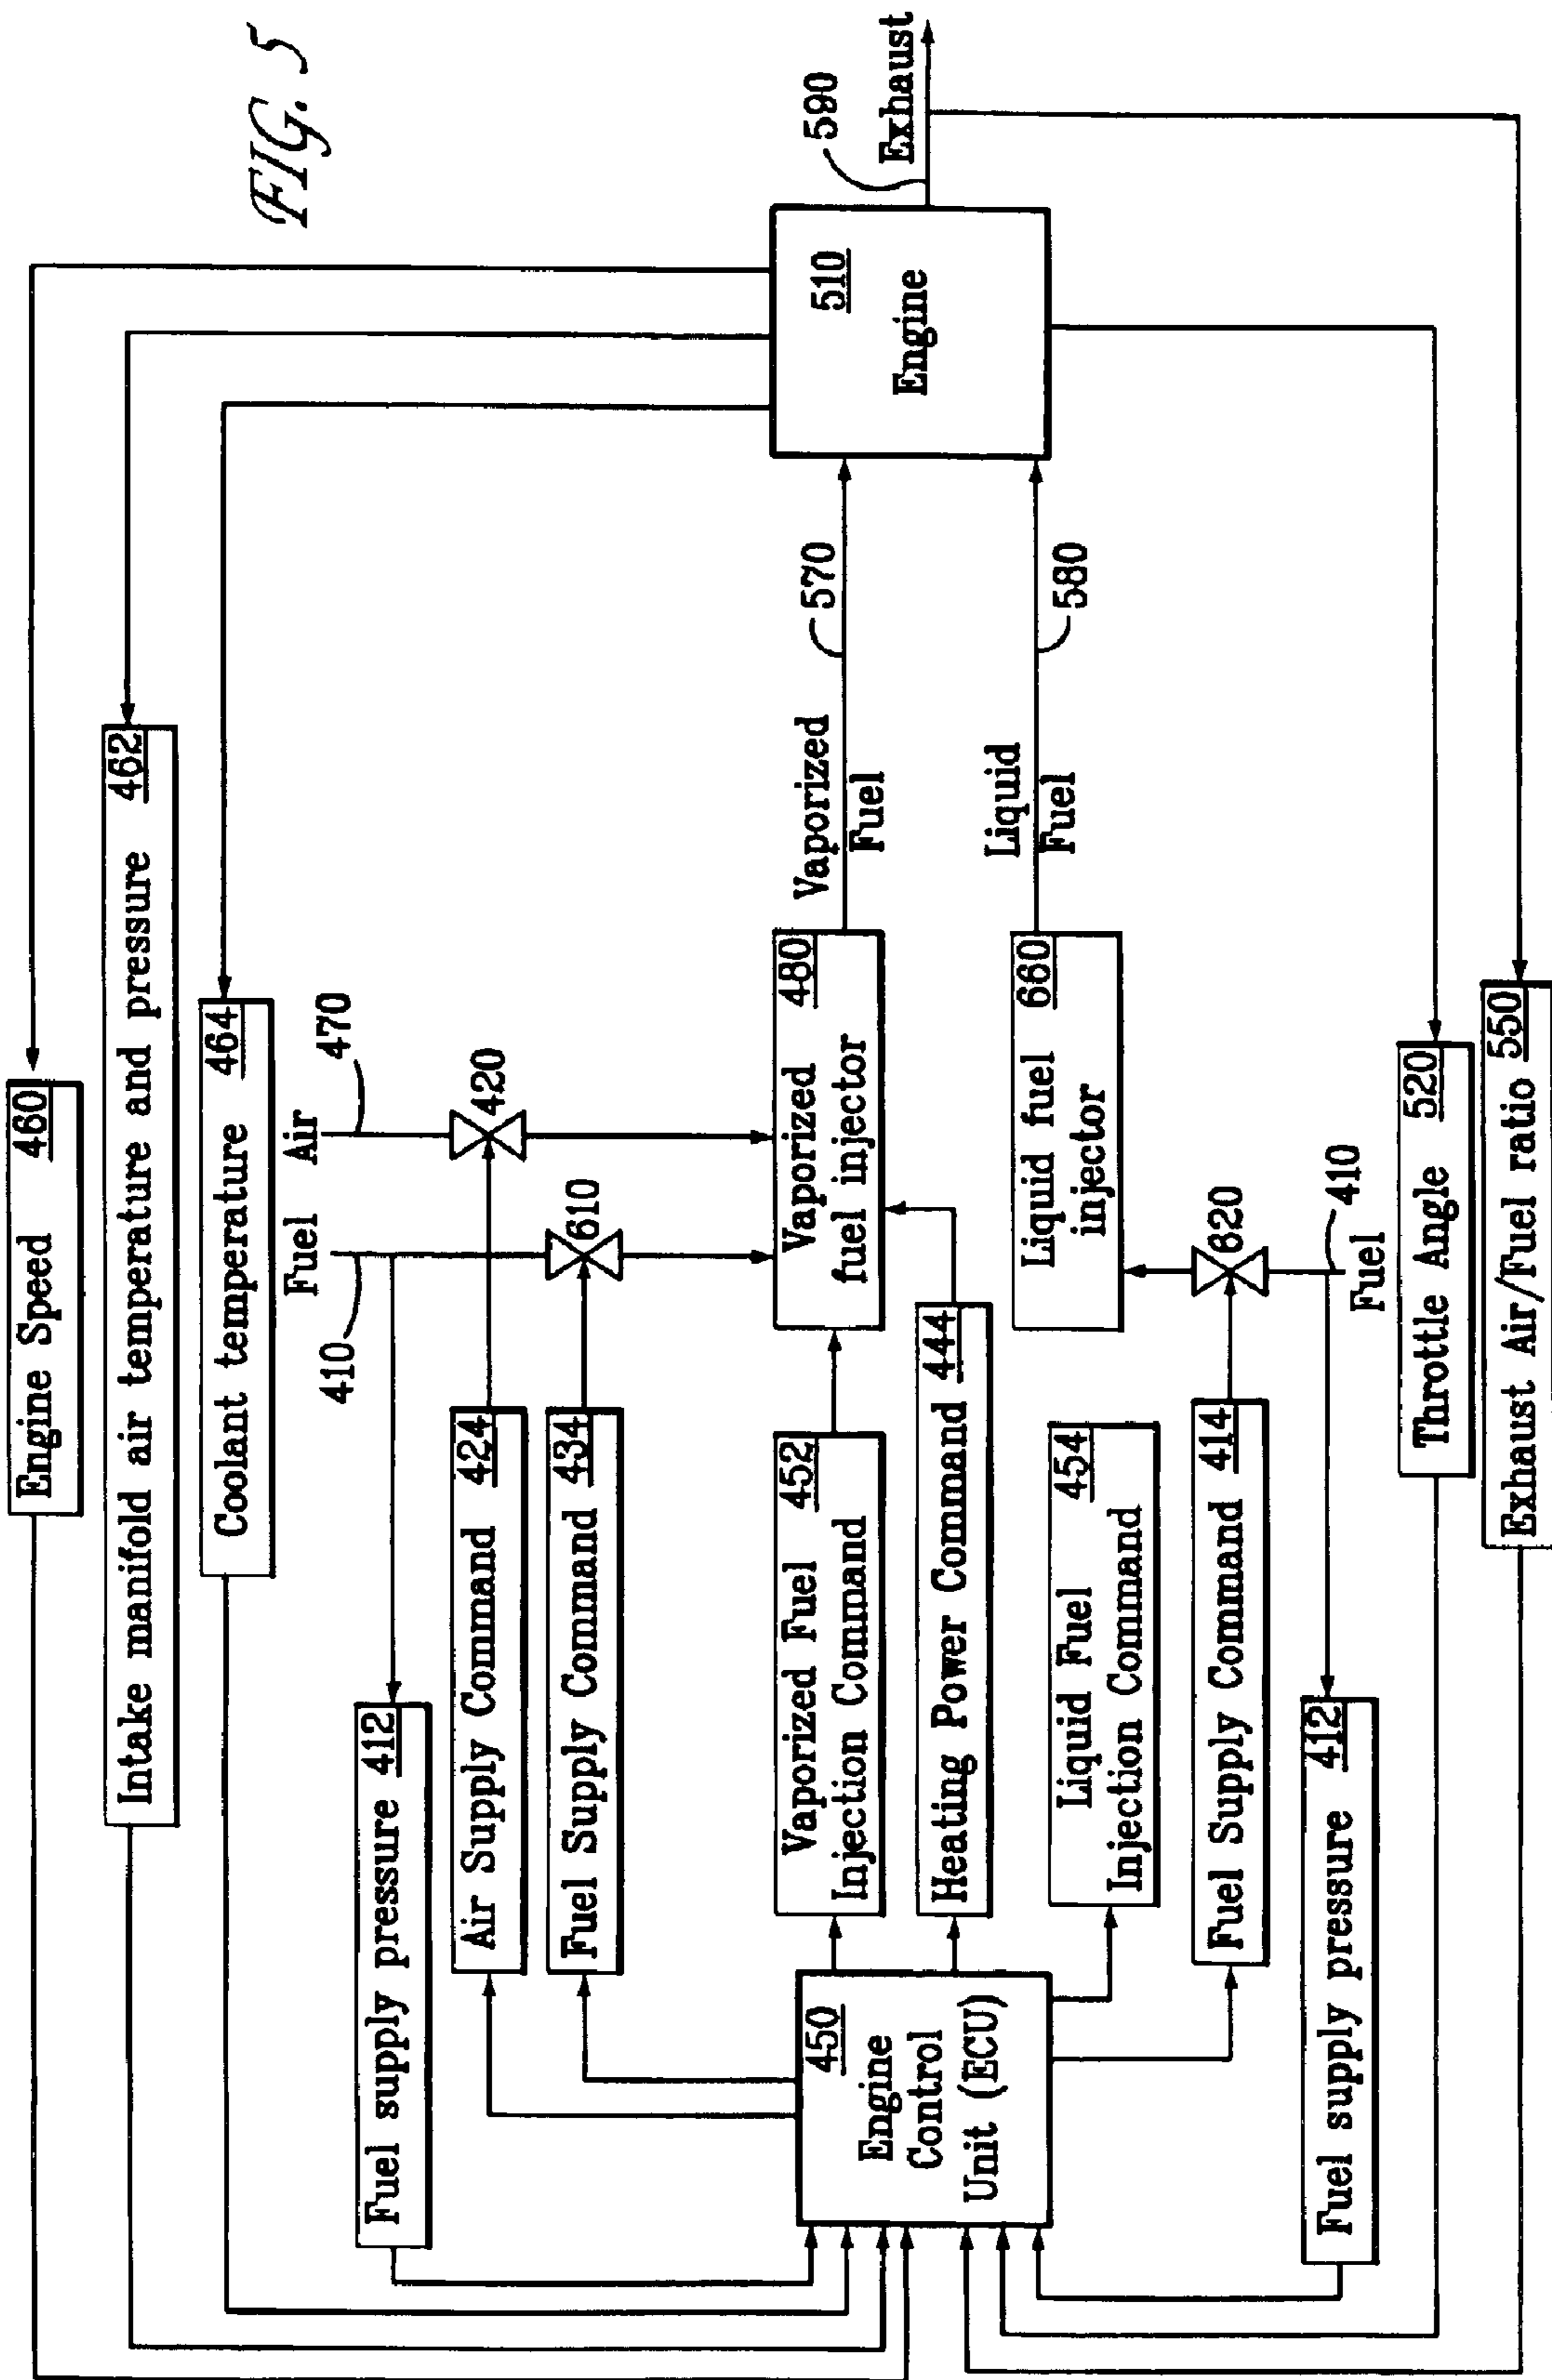 FIG. 5
Engine Speed 460
Intake manifold air temperature and pressure 462
Coolant temperature 464
Fuel Air
410
470
Fuel supply pressure 412
Air Supply Command 424
420
Fuel Supply Command 434
610
450
Engine
Control
Unit (ECU)
Vaporized Fuel 452
Injection Command
Vaporized 480
fuel injector
Vaporized
Fuel
570
510
Engine
590
Exhaust
Heating Power Command 444
Liquid Fuel 454
Injection Command
Liquid fuel 660
injector
Liquid
Fuel
580
Fuel Supply Command 414
620
410
Fuel
Fuel supply pressure 412
Throttle Angle 520
Exhaust Air/Fuel ratio 550